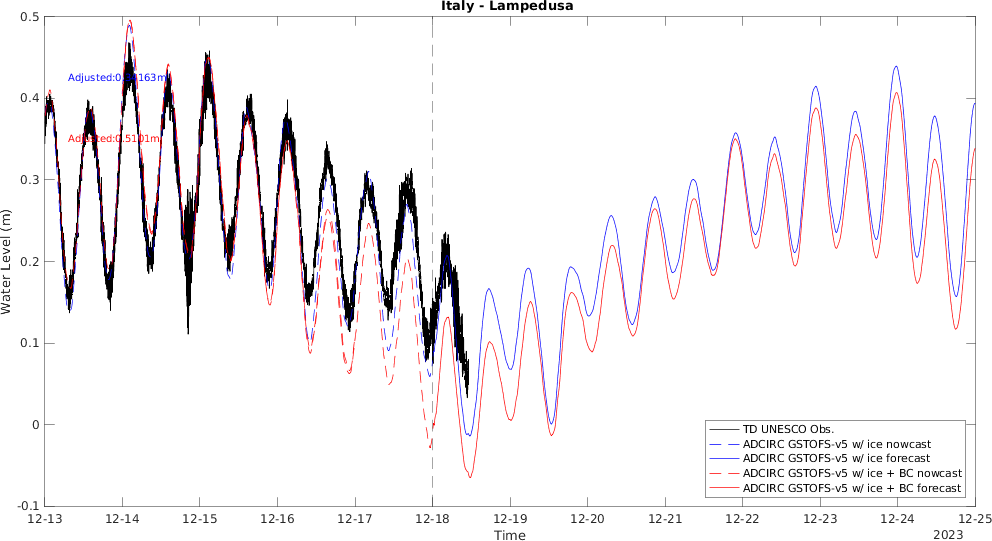 Italy - Lampedusa
0.5
0.4
0.3
0.2
0.1
0
-0.1
Water Level (m)
Adjusted:
Adjusted:0.5101m
12-13 12-14 12-15 12-16 12-17 12-18 12-19 12-20 12-21 12-22 12-23 12-24 12-25
Time
2023
TD UNESCO Obs.
ADCIRC GSTOFS-v5 w/ ice nowcast
ADCIRC GSTOFS-v5 w/ ice forecast
ADCIRC GSTOFS-v5 w/ ice + BC nowcast
ADCIRC GSTOFS-v5 w/ ice + BC forecast